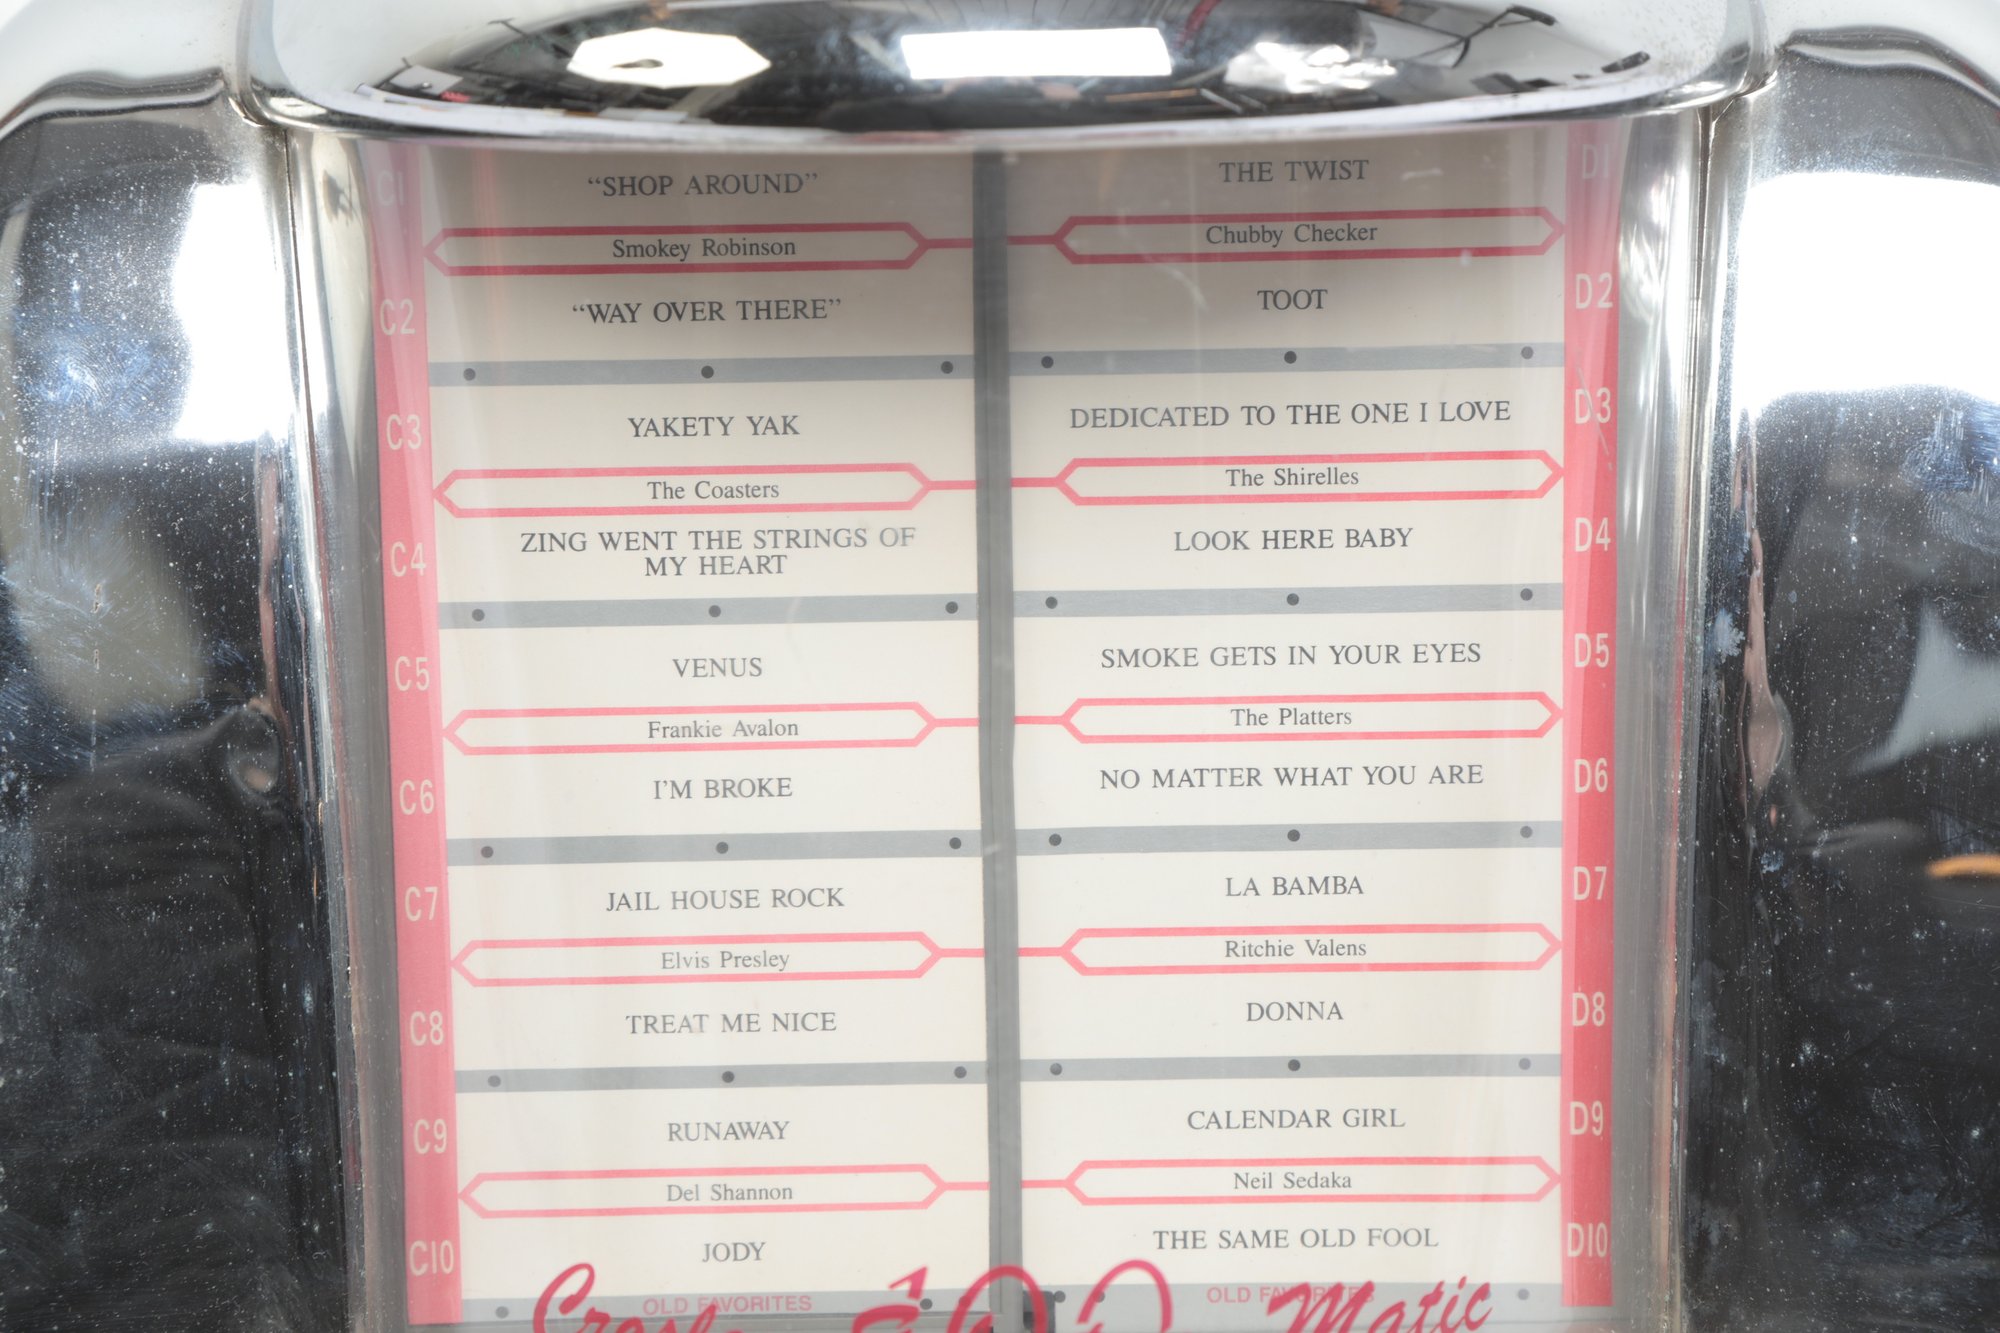 C1
"SHOP AROUND"
Smokey Robinson
C2
"WAY OVER THERE"
C3
YAKETY YAK
The Coasters
C4
ZING WENT THE STRINGS OF
MY HEART
C5
VENUS
Frankie Avalon
C6
I'M BROKE
C7
JAIL HOUSE ROCK
Elvis Presley
C8
TREAT ME NICE
C9
RUNAWAY
Del Shannon
C10
JODY
OLD FAVORITES
D1
THE TWIST
Chubby Checker
D2
TOOT
D3
DEDICATED TO THE ONE I LOVE
The Shirelles
D4
LOOK HERE BABY
D5
SMOKE GETS IN YOUR EYES
The Platters
D6
NO MATTER WHAT YOU ARE
D7
LA BAMBA
Ritchie Valens
D8
DONNA
D9
CALENDAR GIRL
Neil Sedaka
D10
THE SAME OLD FOOL
OLD FAVORITES
Matic